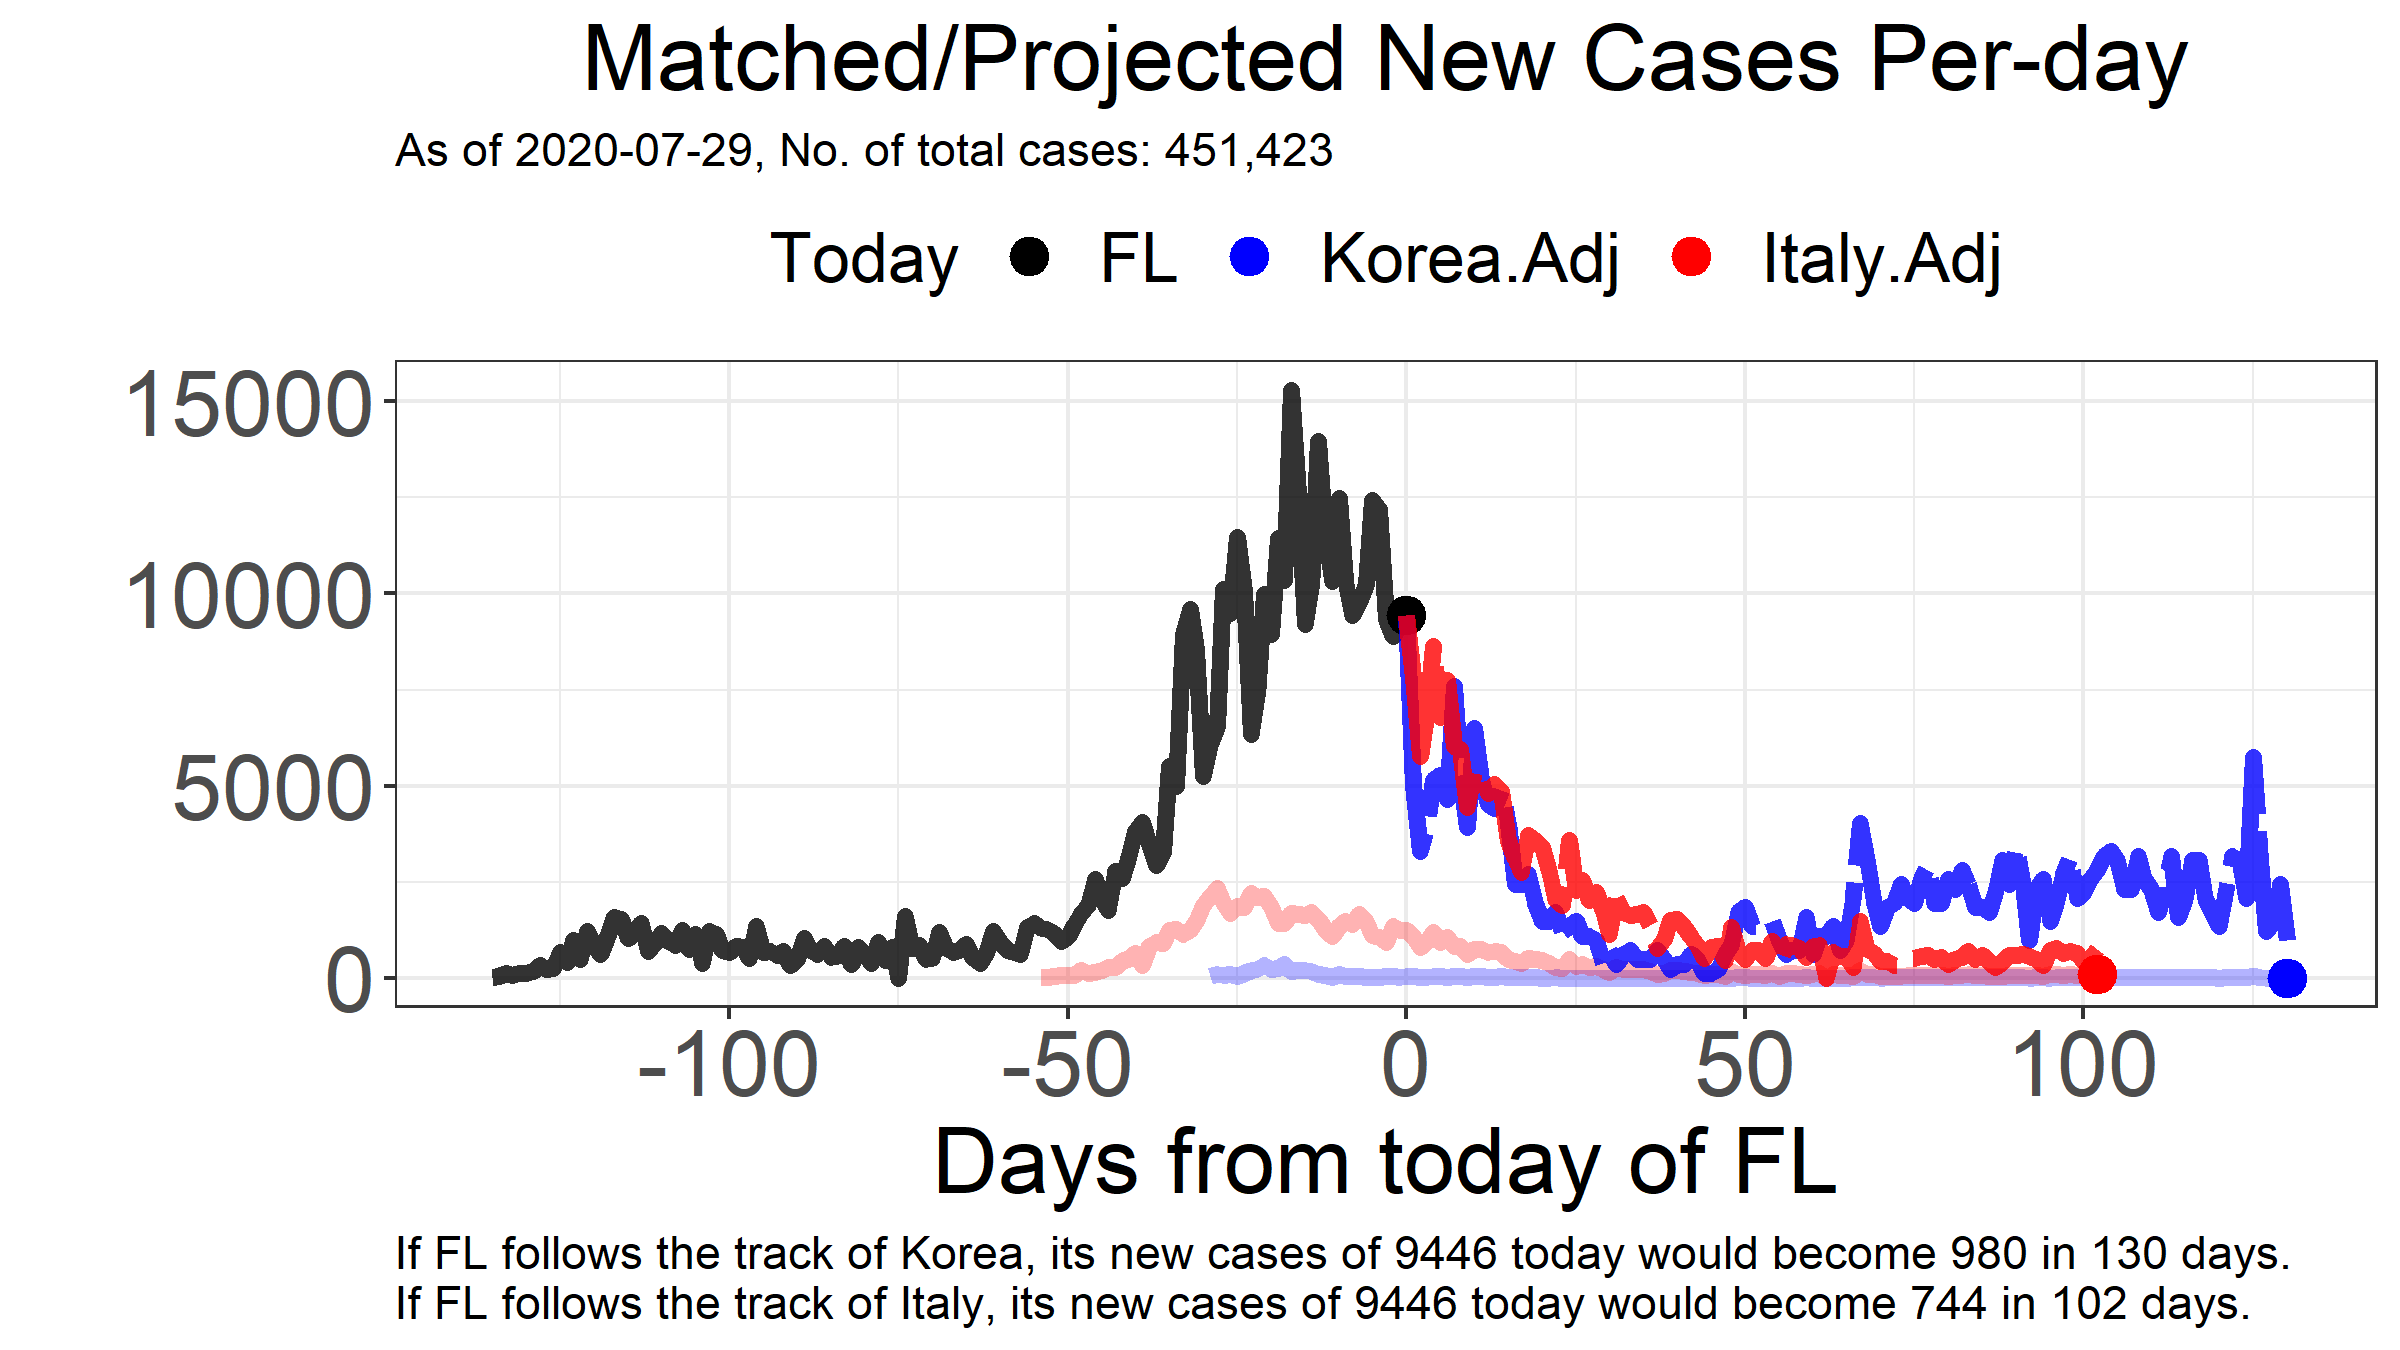 Matched/Projected New Cases Per-day
As of 2020-07-29, No. of total cases: 451,423
Today FL Korea.Adj Italy.Adj
15000
10000
5000
0
-100 -50 0 50 100
Days from today of FL
If FL follows the track of Korea, its new cases of 9446 today would become 980 in 130 days.
If FL follows the track of Italy, its new cases of 9446 today would become 744 in 102 days.